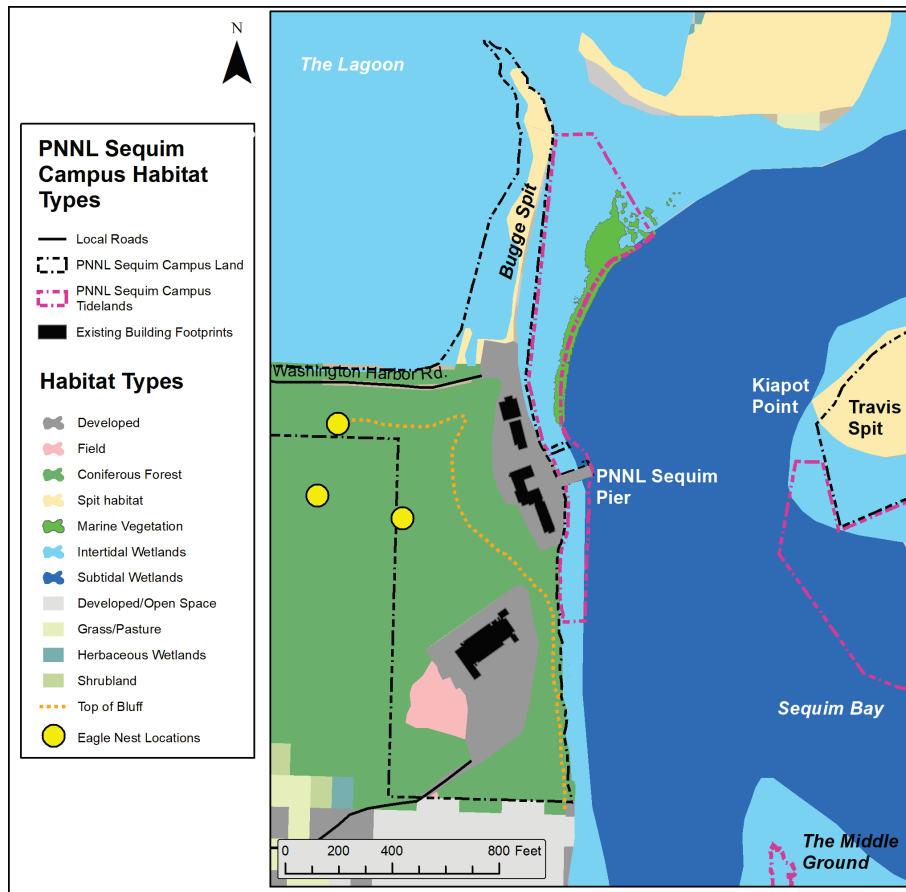 N
PNNL Sequim
Campus Habitat
Types
Local Roads
PNNL Sequim Campus Land
PNNL Sequim Campus
Tidelands
Existing Building Footprints
Habitat Types
Developed
Field
Coniferous Forest
Spit habitat
Marine Vegetation
Intertidal Wetlands
Subtidal Wetlands
Developed/Open Space
Grass/Pasture
Herbaceous Wetlands
Shrubland
Top of Bluff
Eagle Nest Locations
The Lagoon
Bugge Spit
Washington Harbor Rd.
Kiapot
Point
Travis
Spit
PNNL Sequim
Pier
Sequim Bay
The Middle
Ground
0 200 400 800 Feet